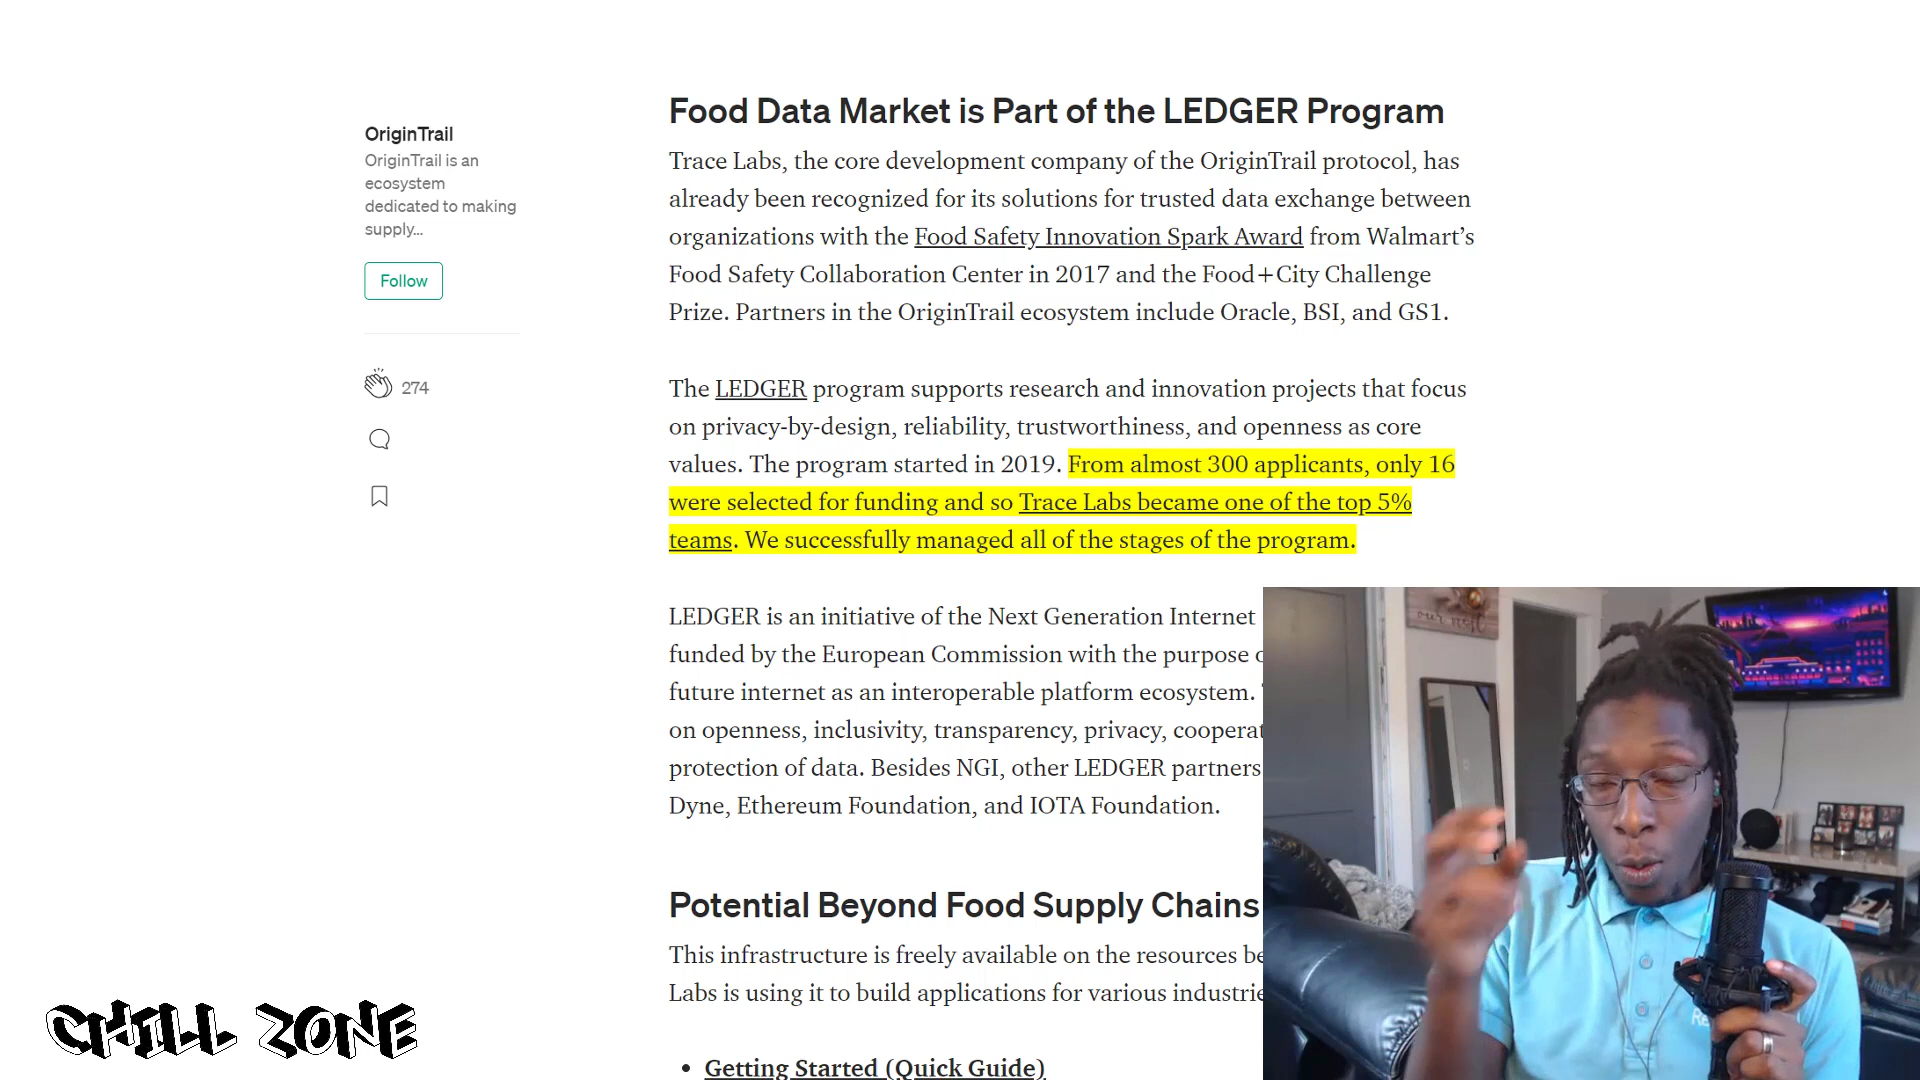 Food Data Market is Part of the LEDGER Program
OriginTrail
OriginTrail is an
ecosystem
dedicated to making
supply...
Follow
274
Trace Labs, the core development company of the OriginTrail protocol, has
already been recognized for its solutions for trusted data exchange between
organizations with the Food Safety Innovation Spark Award from Walmart’s
Food Safety Collaboration Center in 2017 and the Food+City Challenge
Prize. Partners in the OriginTrail ecosystem include Oracle, BSI, and GS1.
The LEDGER program supports research and innovation projects that focus
on privacy-by-design, reliability, trustworthiness, and openness as core
values. The program started in 2019. From almost 300 applicants, only 16
were selected for funding and so Trace Labs became one of the top 5%
teams. We successfully managed all of the stages of the program.
LEDGER is an initiative of the Next Generation Internet
funded by the European Commission with the purpose
future internet as an interoperable platform ecosystem.
on openness, inclusivity, transparency, privacy,
protection of data. Besides NGI, other LEDGER partners
Dyne, Ethereum Foundation, and IOTA Foundation.
our nest
Potential Beyond Food Supply Chains
This infrastructure is freely available on the resources
Labs is using it to build applications for various
• Getting Started (Quick Guide)
CHILL ZONE